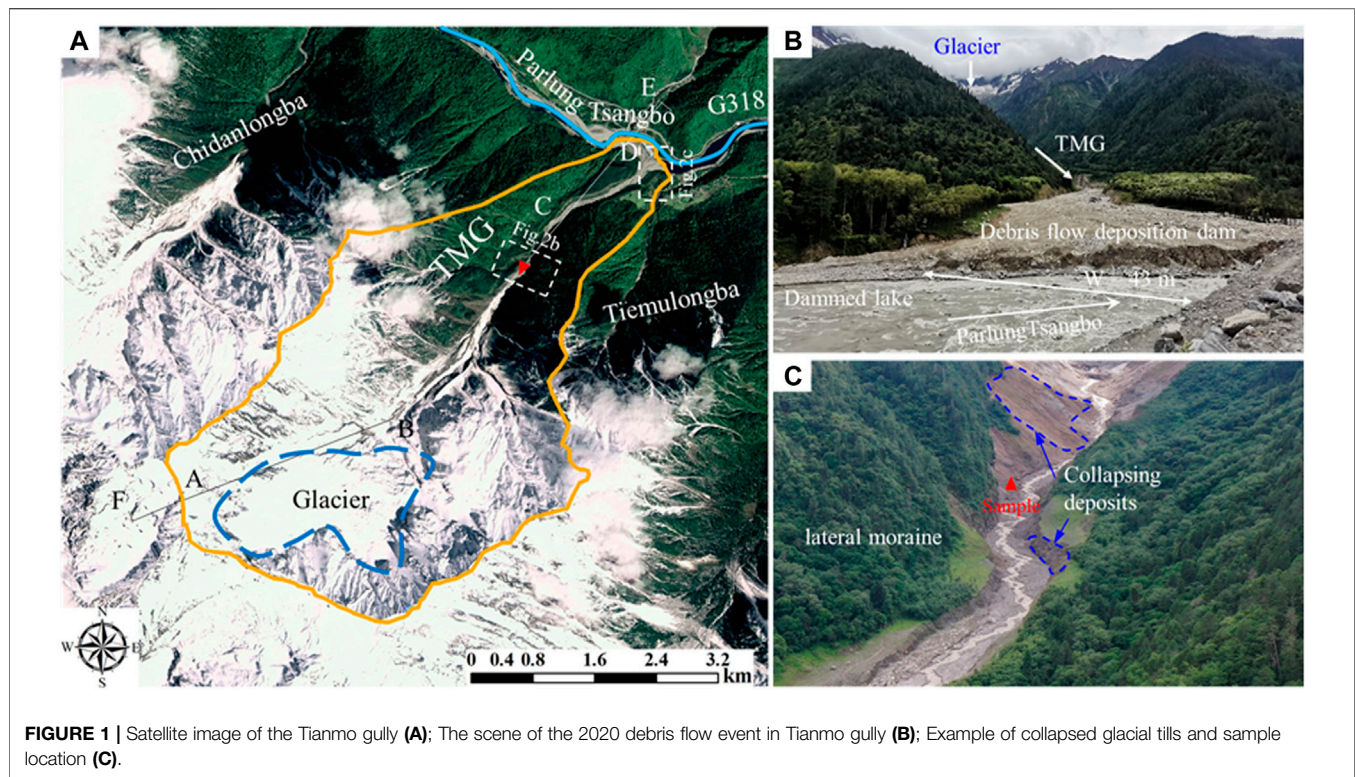 A
Chidanlongba
Parlung Tsangbo
E
G318
D
Fig.2c
C
Fig.2b
TMG
Tiemulongba
B
F
A
Glacier
N
W
E
S
0 0.4 0.8 1.6 2.4 3.2
km
B
Glacier
TMG
Debris flow deposition dam
W 43 m
Dammed lake
ParlungTsangbo
C
Collapsing
deposits
Sample
lateral moraine
FIGURE 1 | Satellite image of the Tianmo gully (A); The scene of the 2020 debris flow event in Tianmo gully (B); Example of collapsed glacial tills and sample
location (C).